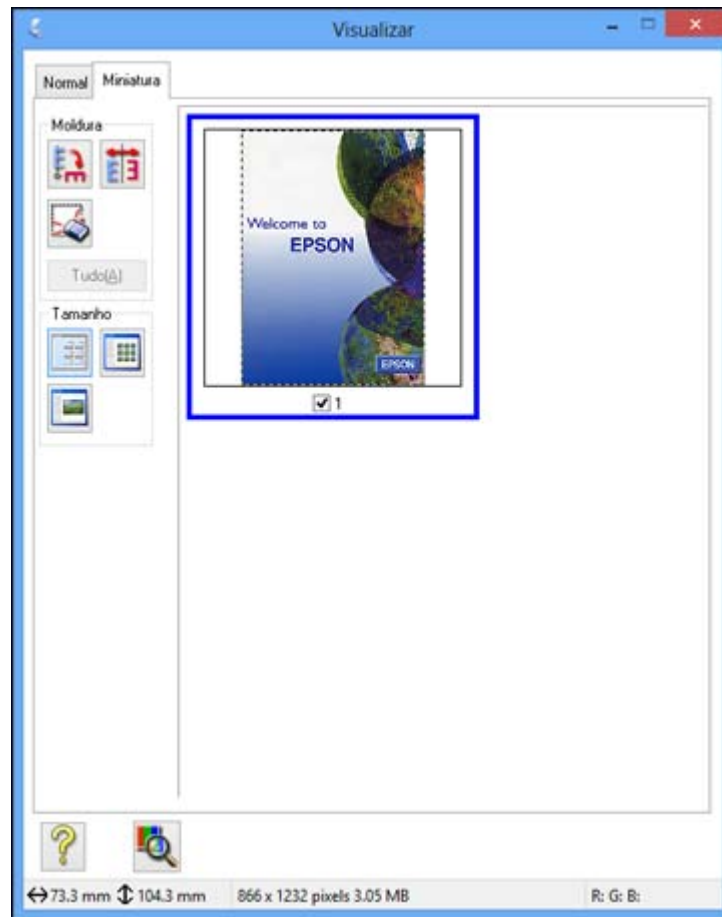 Visualizar
Normal Miniatura
Moldura
Tudo(A)
Tamanho
Welcome to
EPSON
EPSON
1
73.3 mm 104.3 mm 866 x 1232 pixels 3.05 MB R: G: B: